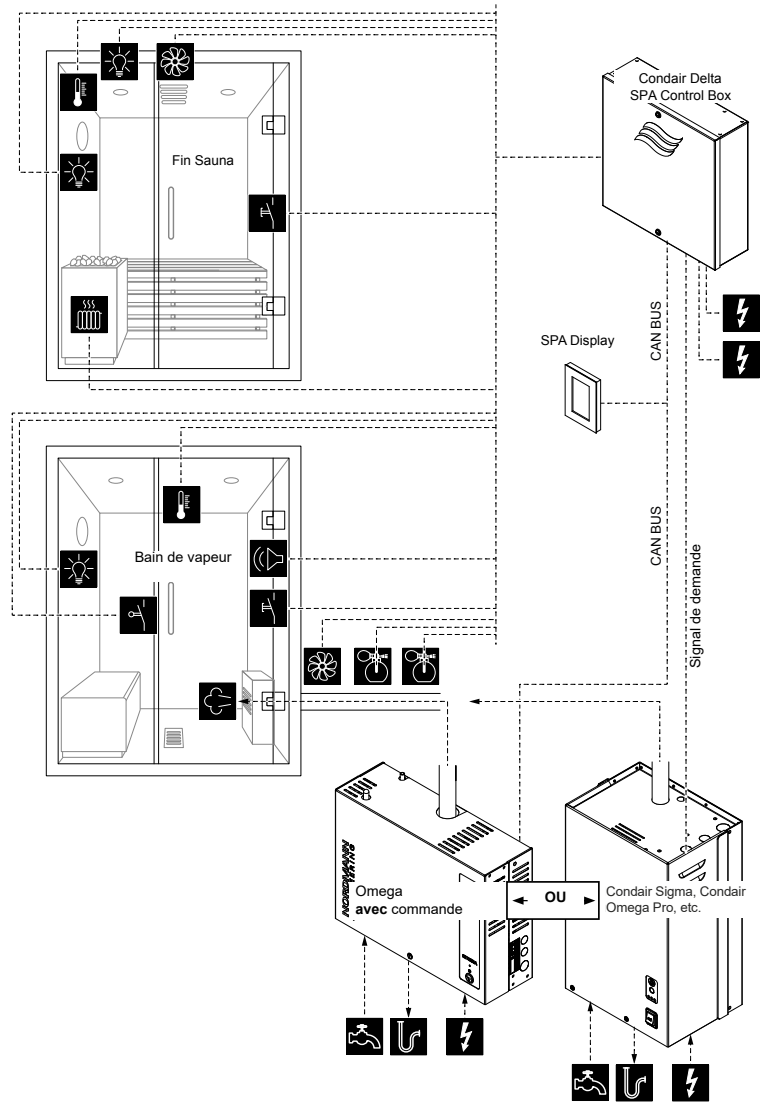 Condair Delta
SPA Control Box
Fin Sauna
SPA Display
CAN BUS
Bain de vapeur
CAN BUS
Signal de demande
NORDMANN
Omega
avec commande
OU
Condair Sigma, Condair
Omega Pro, etc.